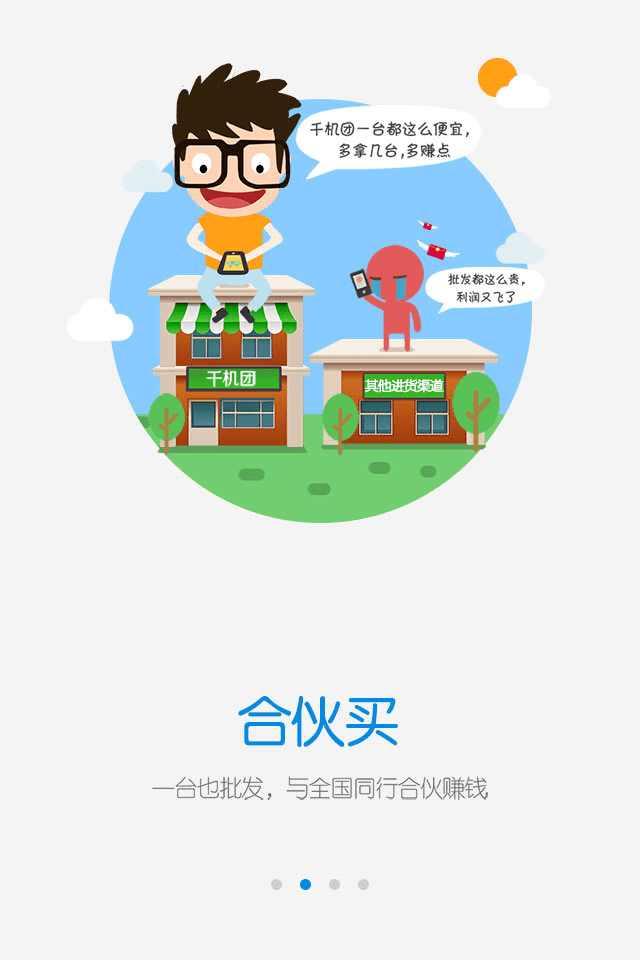 千机团一台都这么便宜，
多拿几台,多赚点
批发都这么贵，
利润又飞了
千机团
其他进货渠道
合伙买
一台也批发，与全国同行合伙赚钱